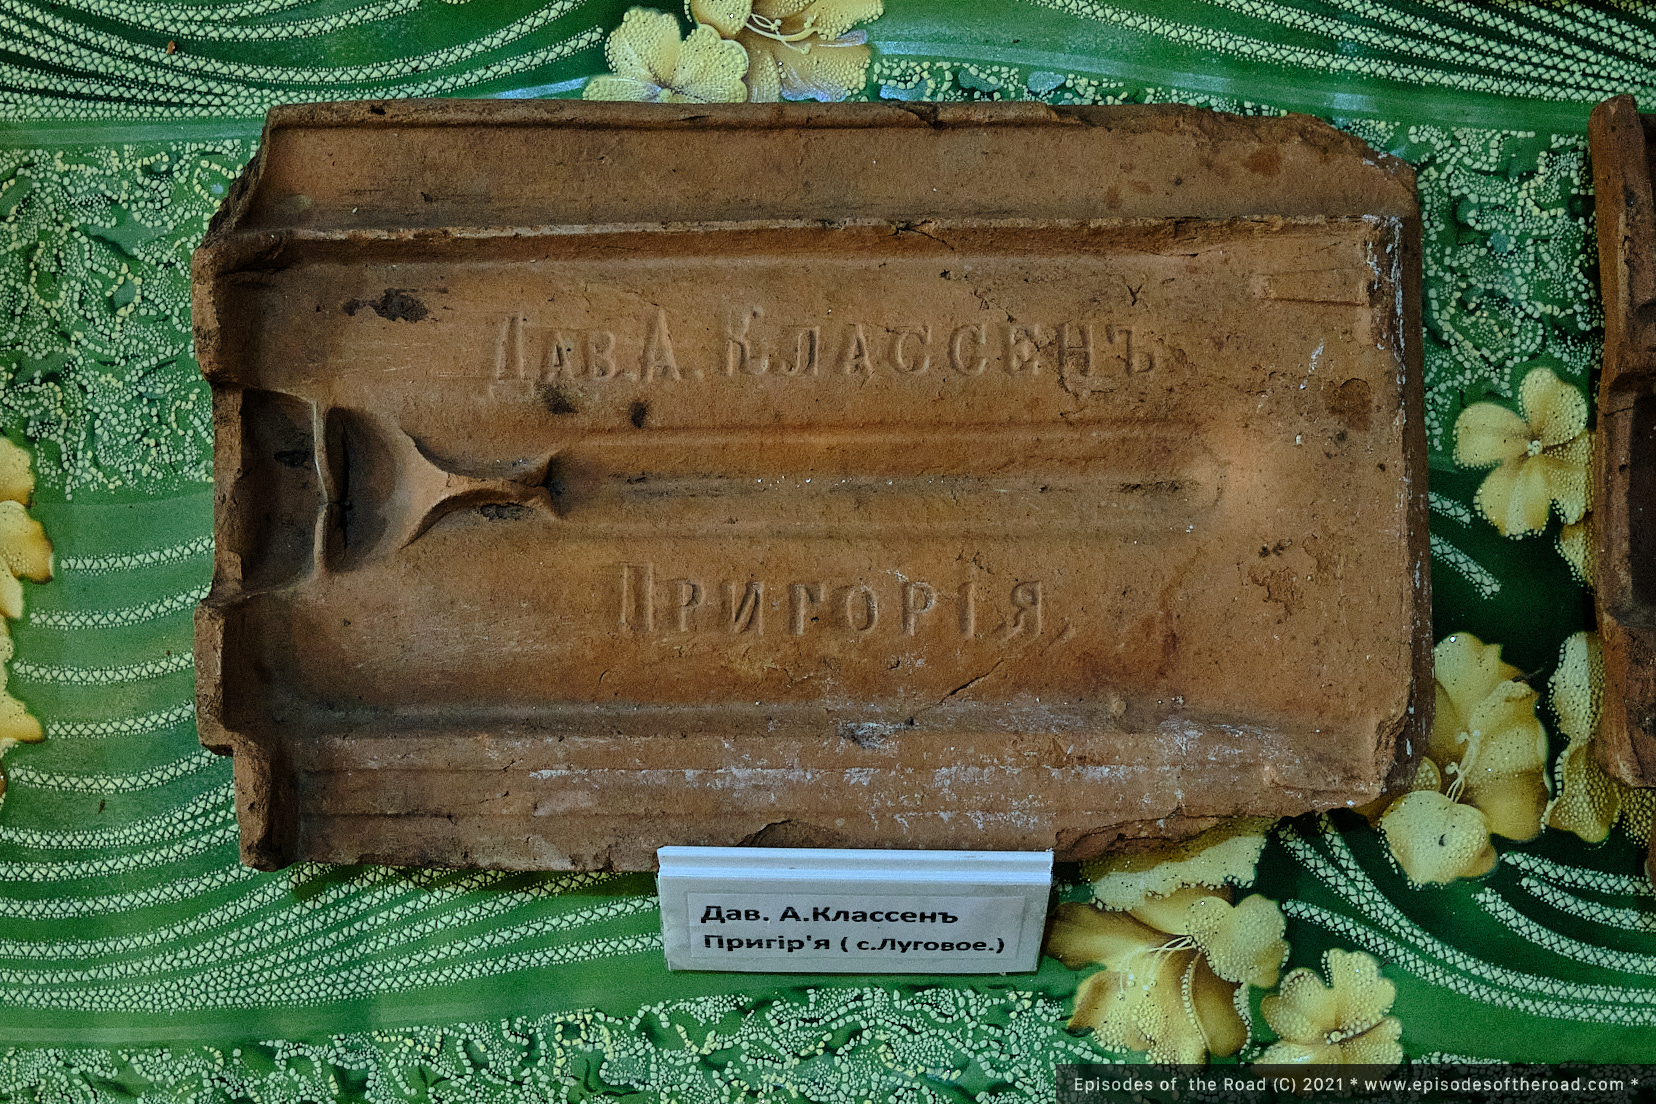 Дав. А. Классенъ
Пригорія.
Дав. А.Классенъ
Пригір'я ( с.Луговое.)
Episodes of the Road (C) 2021 * www.episodesoftheroad.com *